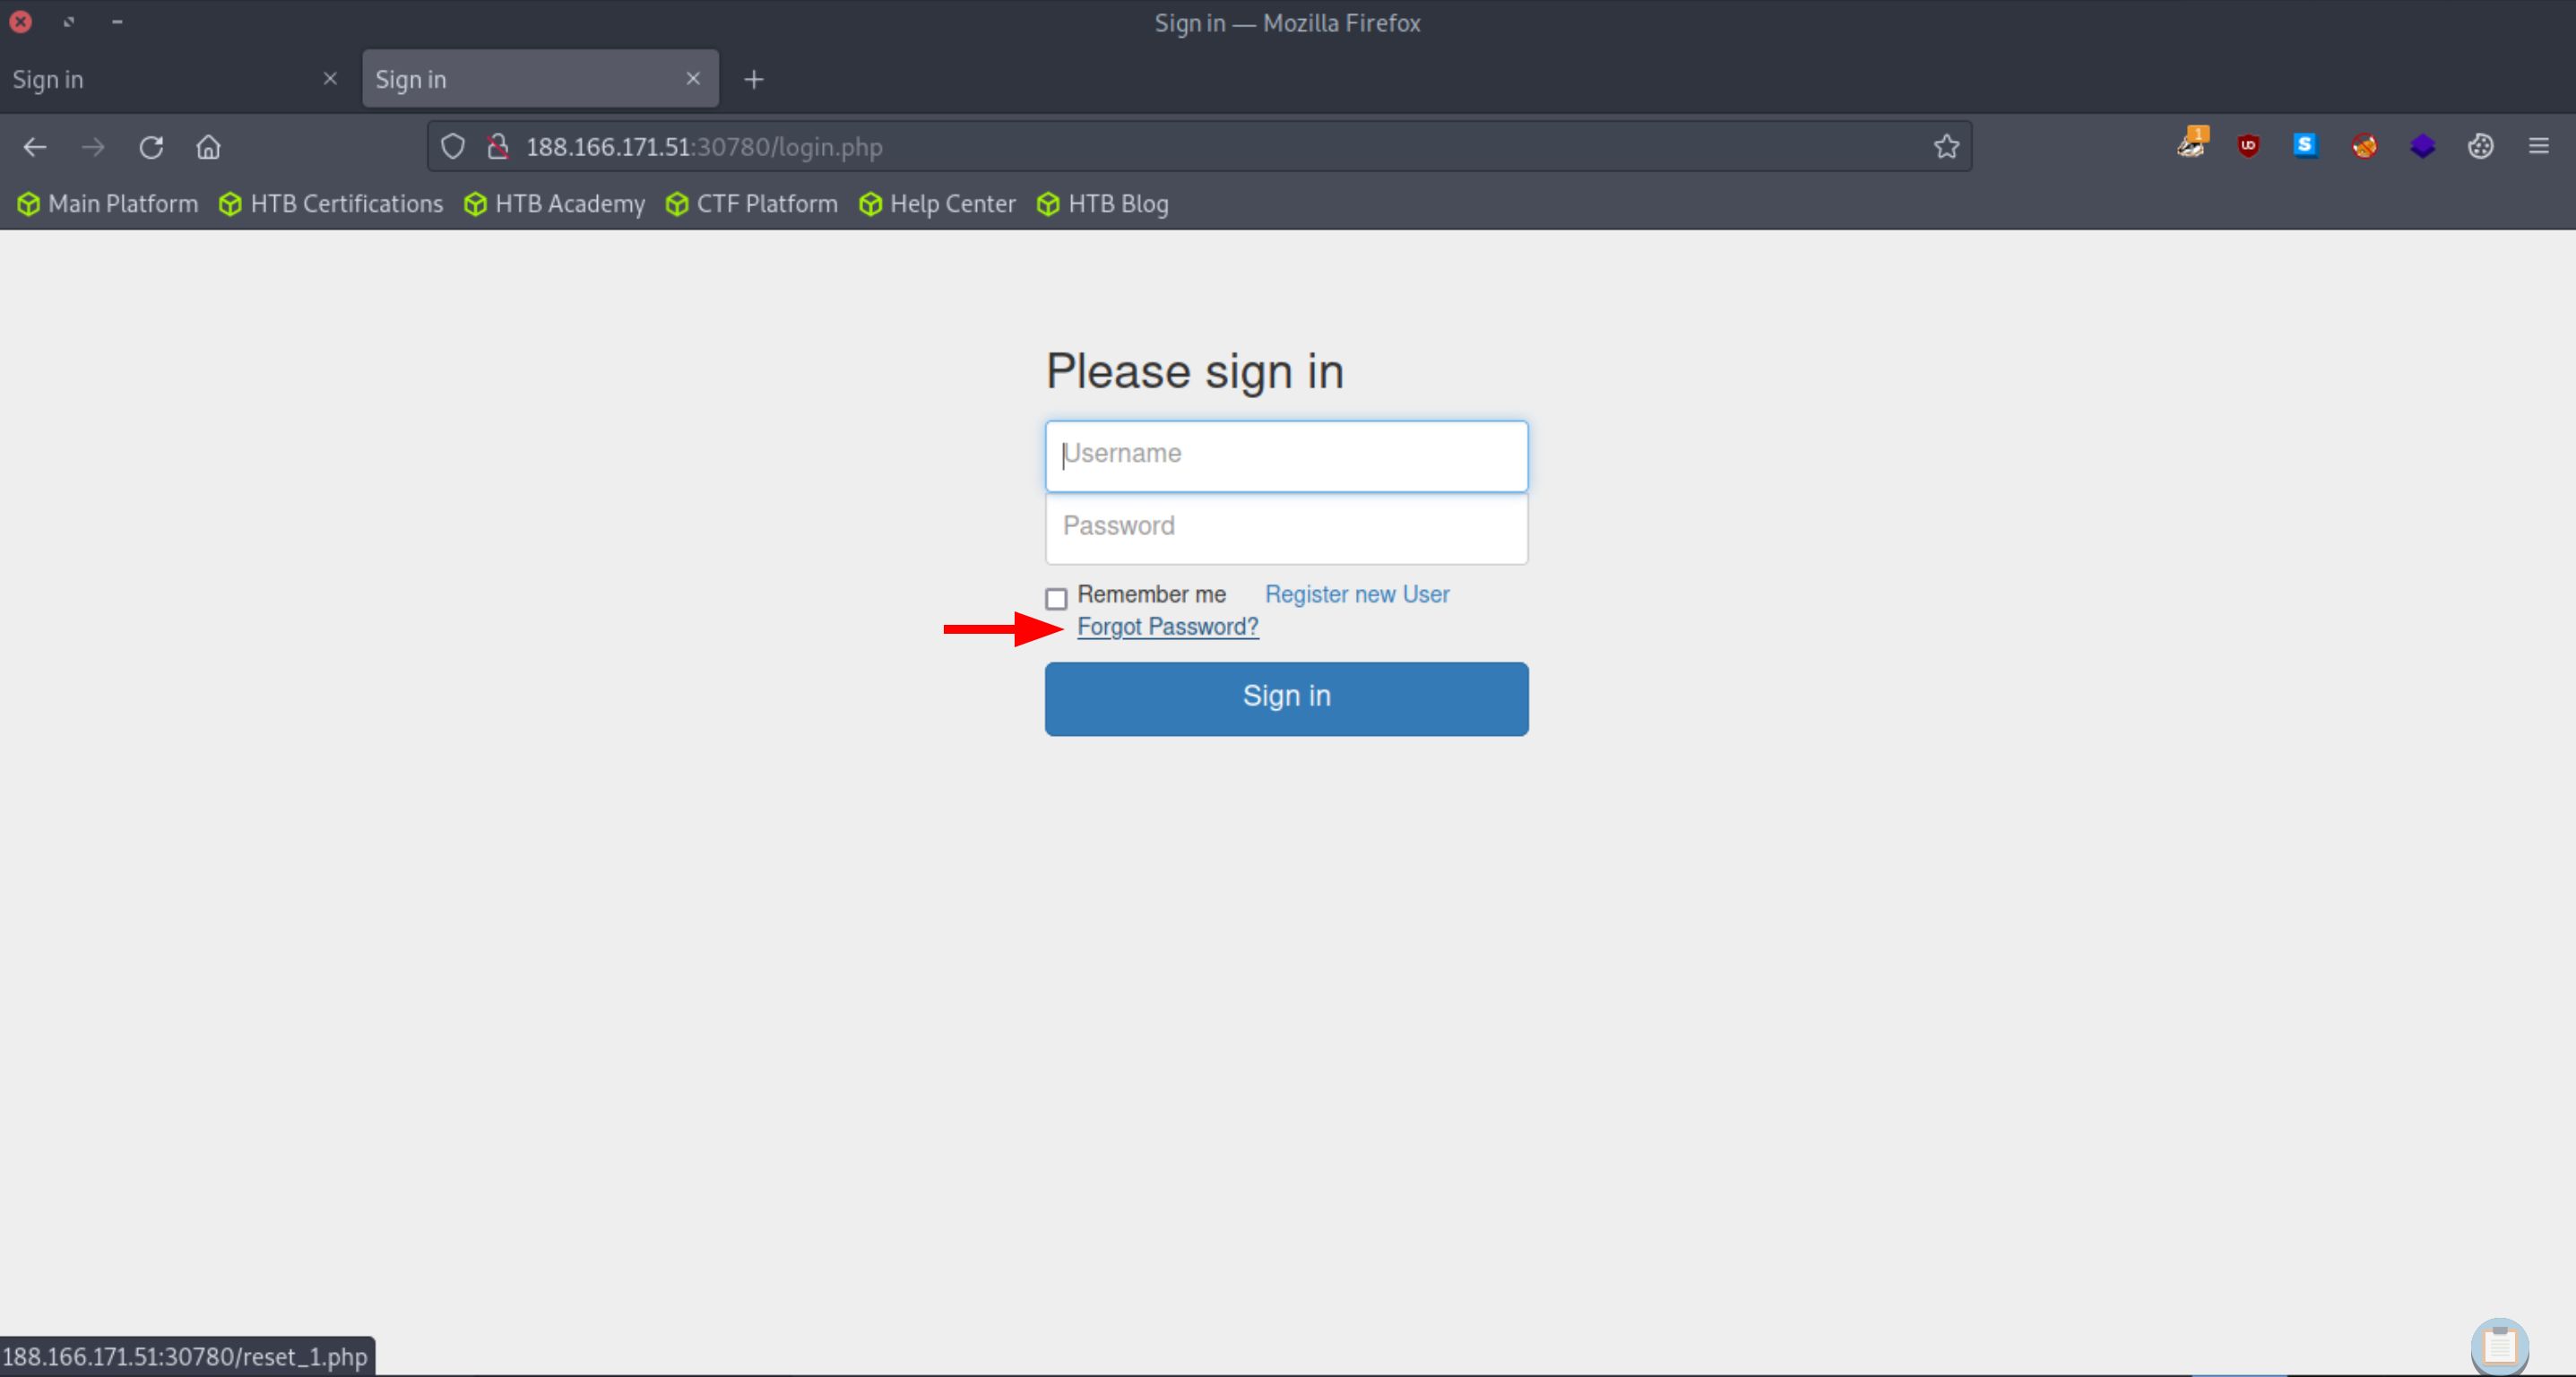 Sign in — Mozilla Firefox
Sign in Sign in
188.166.171.51:30780/login.php
1 UD S
Main Platform HTB Certifications HTB Academy CTF Platform Help Center HTB Blog
Please sign in
Username
Password
Remember me Register new User
Forgot Password?
Sign in
188.166.171.51:30780/reset_1.php